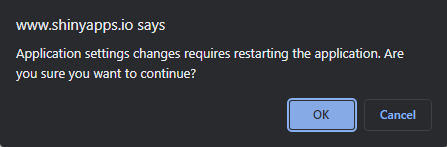 www.shinyapps.io says
Application settings changes requires restarting the application. Are
you sure you want to continue?
OK
Cancel